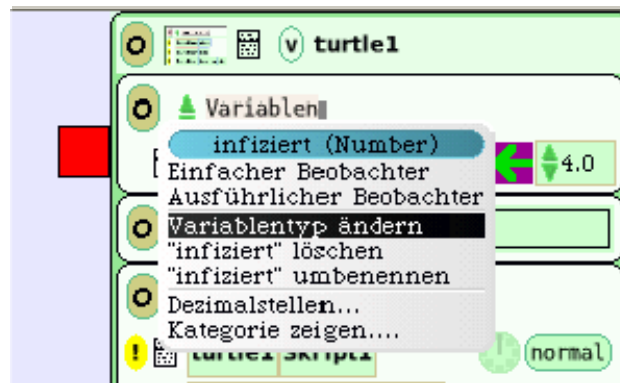 v turtle1
Variablen
infiziert (Number)
4.0
Einfacher Beobachter
Ausführlicher Beobachter
Variablentyp ändern
"infiziert" löschen
"infiziert" umbenennen
Dezimalstellen...
Kategorie zeigen....
! turtle1 Skript1 normal